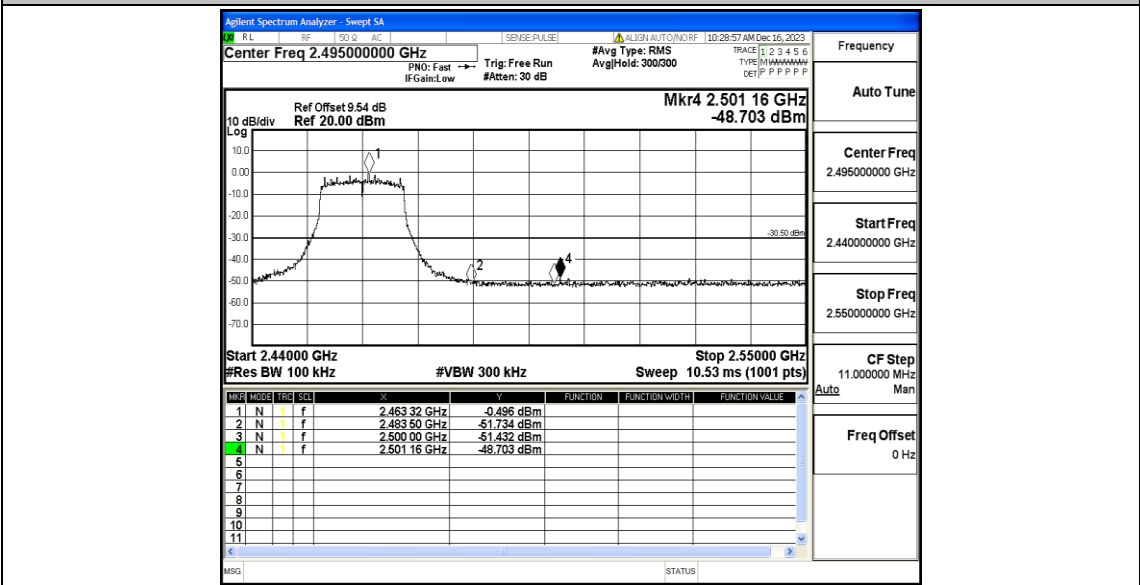 Agilent Spectrum Analyzer - Swept SA
RL RF 50 Ω AC SENSE:PULSE ALIGN AUTO/NO RF 10:28:57 AM Dec 16, 2023
Center Freq 2.495000000 GHz
PNO: Fast
IFGain:Low
Trig: Free Run
#Atten: 30 dB
#Avg Type: RMS
Avg|Hold: 300/300
TRACE 1 2 3 4 5 6
TYPE M
DET P P P P P P
Mkr4 2.501 16 GHz
-48.703 dBm
Ref Offset 9.54 dB
10 dB/div Ref 20.00 dBm
Log
10.0
0.00
-10.0
-20.0
-30.0
-40.0
-50.0
-60.0
-70.0
1
2
4
-30.50 dBm
Start 2.44000 GHz Stop 2.55000 GHz
#Res BW 100 kHz #VBW 300 kHz Sweep 10.53 ms (1001 pts)
MKR MODE TRC SCL X Y FUNCTION FUNCTION WIDTH FUNCTION VALUE
1 N 1 f 2.463 32 GHz -0.496 dBm
2 N 1 f 2.483 50 GHz -51.734 dBm
3 N 1 f 2.500 00 GHz -51.432 dBm
4 N 1 f 2.501 16 GHz -48.703 dBm
5
6
7
8
9
10
11
MSG STATUS
Frequency
Auto Tune
Center Freq
2.495000000 GHz
Start Freq
2.440000000 GHz
Stop Freq
2.550000000 GHz
CF Step
11.000000 MHz
Auto Man
Freq Offset
0 Hz